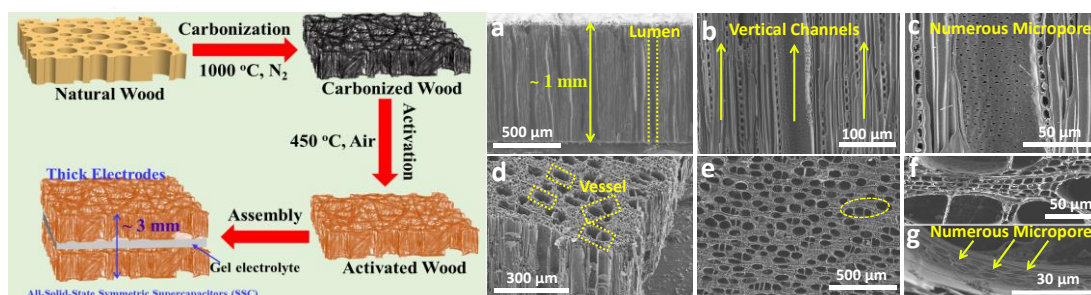 Carbonization
1000 °C, N2
Natural Wood
Carbonized Wood
Activation
450 °C, Air
Thick Electrodes
~ 3 mm
Assembly
Gel electrolyte
Activated Wood
All-Solid-State Symmetric Supercapacitors (SSC)
a
Lumen
~ 1 mm
500 µm
b
Vertical Channels
100 µm
c
Numerous Micropore
50 µm
d
Vessel
300 µm
e
500 µm
f
50 µm
g
Numerous Micropore
30 µm